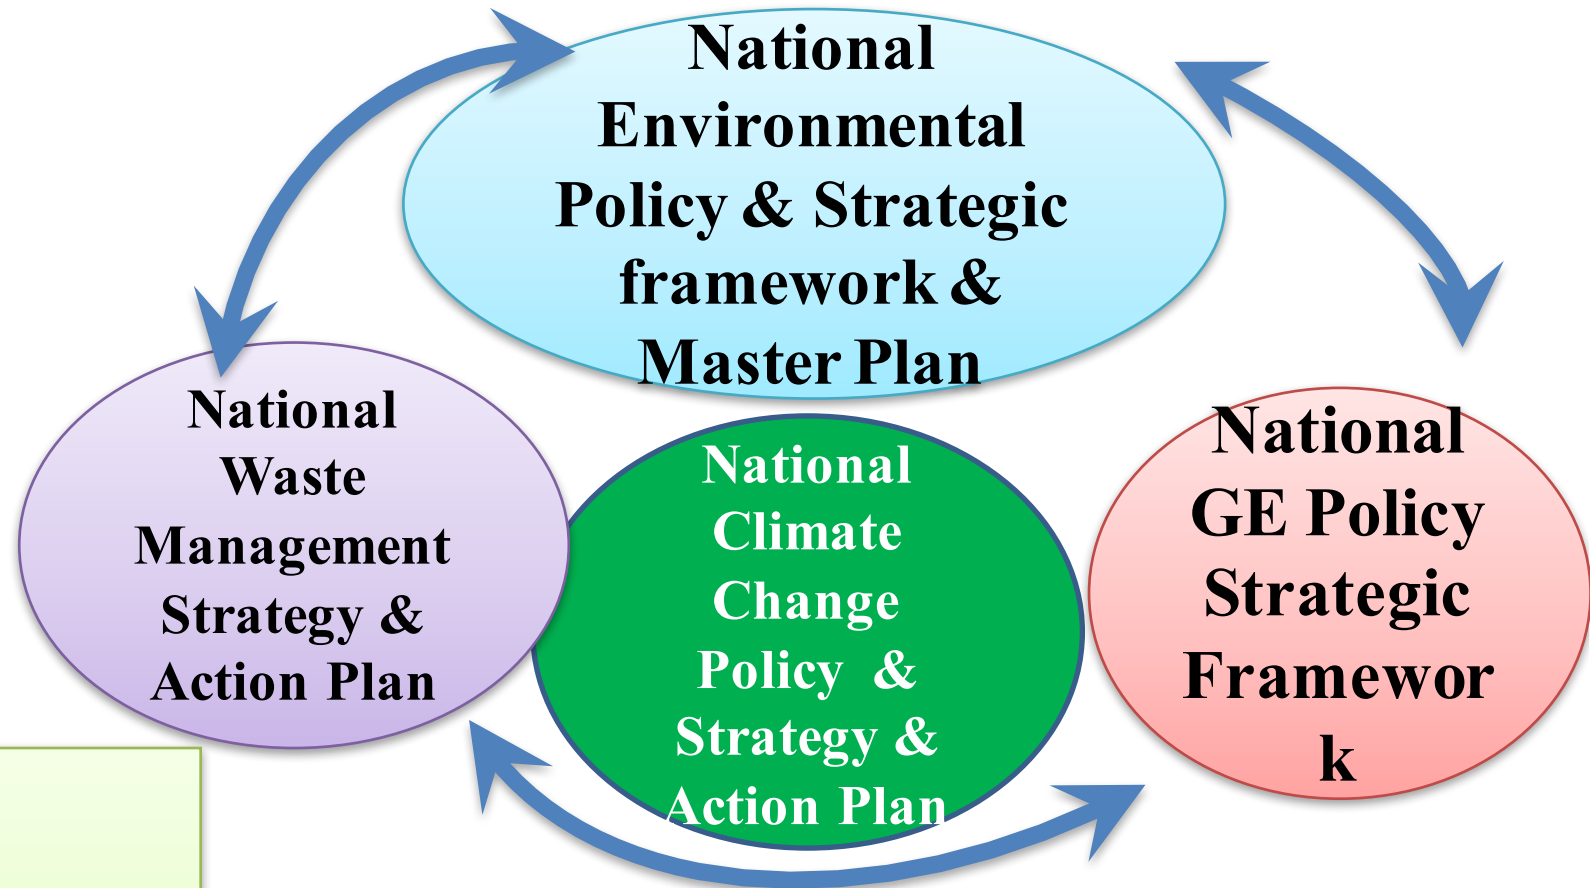 National
Environmental
Policy & Strategic
framework &
Master Plan
National
Waste
Management
Strategy &
Action Plan
National
Climate
Change
Policy &
Strategy &
Action Plan
National
GE Policy
Strategic
Framewor
k